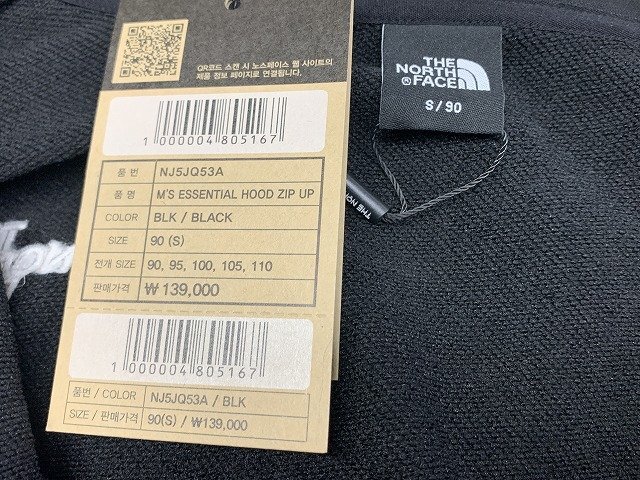 QR코드 스캔 시 노스페이스 웹 사이트의
제품 정보 페이지로 연결됩니다.
1 000004 805167
품 번 NJ5JQ53A
품 명 M'S ESSENTIAL HOOD ZIP UP
COLOR BLK / BLACK
SIZE 90 (S)
전개 SIZE 90, 95, 100, 105, 110
판매가격 ₩ 139,000
1 000004 805167
품번 / COLOR NJ5JQ53A / BLK
SIZE / 판매가격 90(S) / ₩139,000
THE
NORTH
FACE®
S / 90
THE NOR